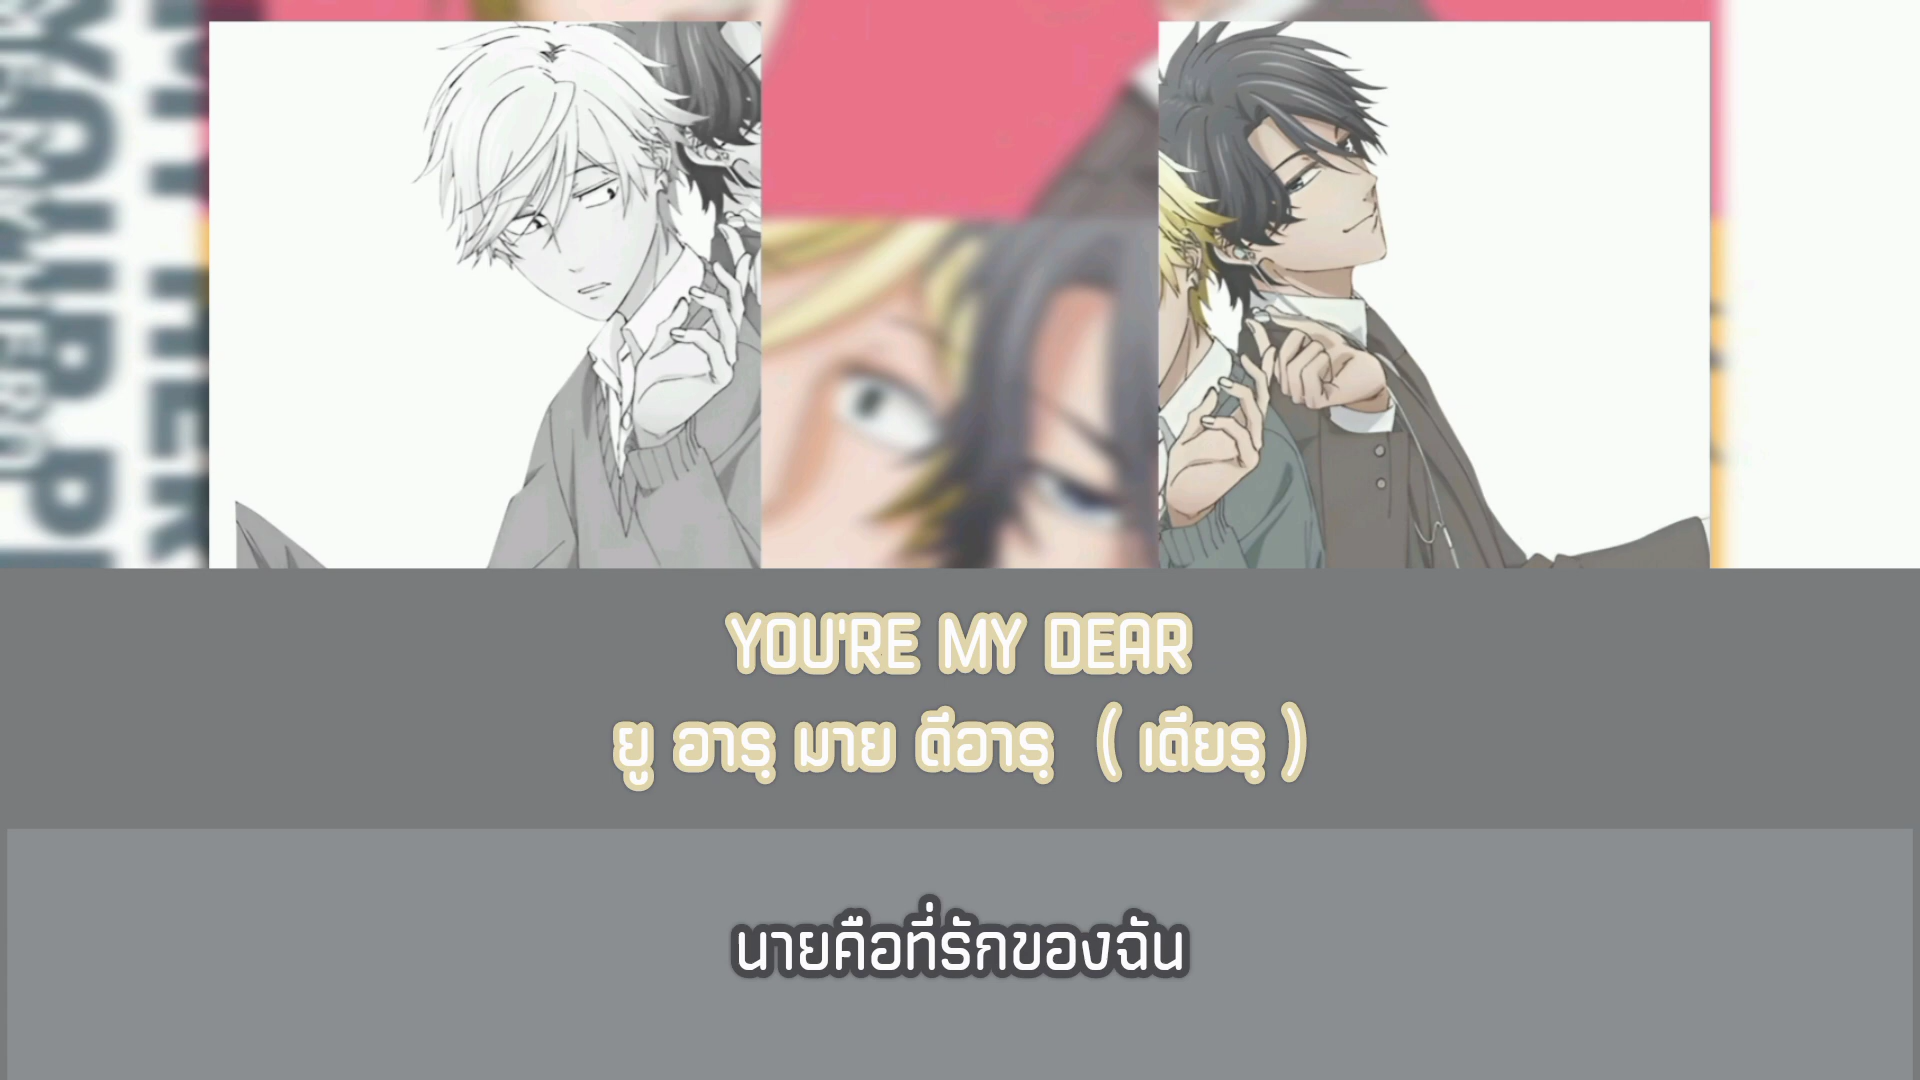 YOU'RE MY DEAR
ยู อารฺ มาย ดีอารฺ ( เดียรฺ )
นายคือที่รักของฉัน